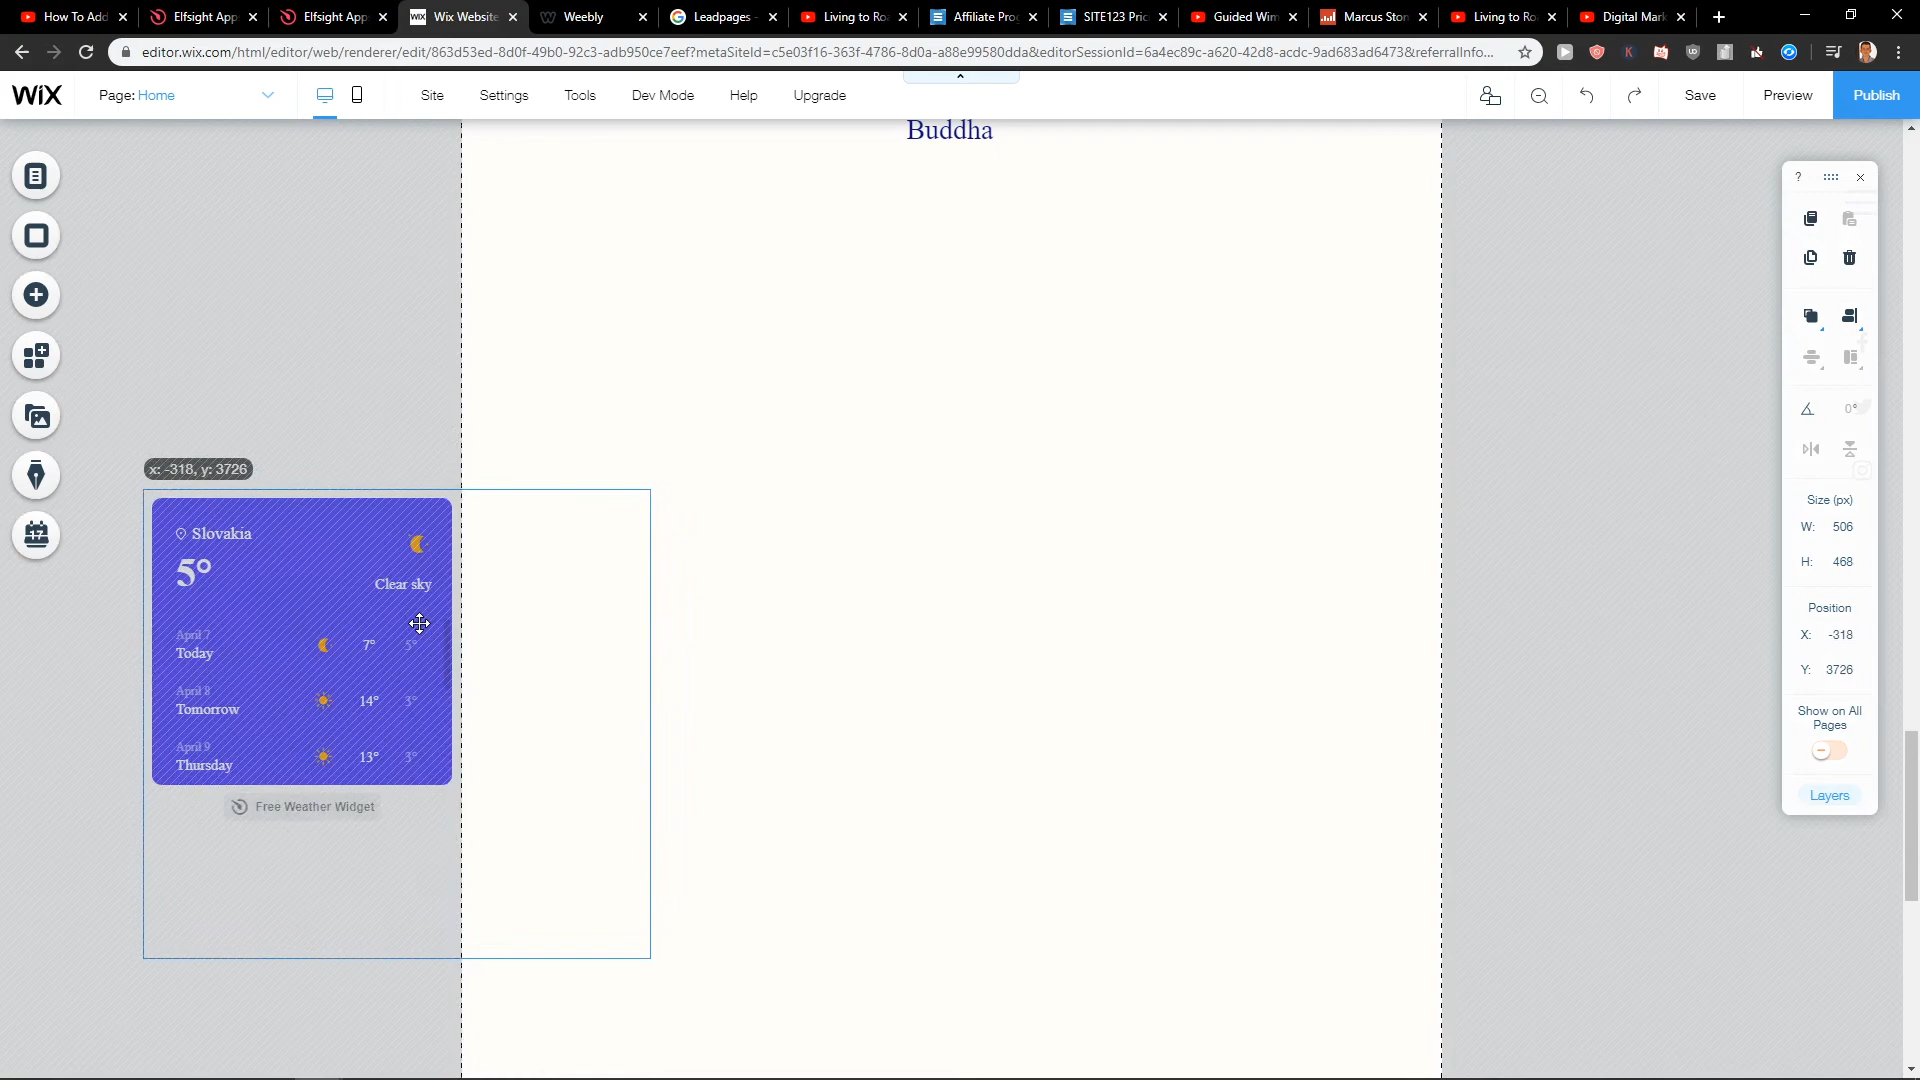 How To Add
Elfsight App
Elfsight App
WIX Wix Website
Weebly
Leadpages -
Living to Ro
Affiliate Pro
SITE123 Pric
Guided Wim
Marcus Ston
Living to Ro
Digital Mark
editor.wix.com/html/editor/web/renderer/edit/863d53ed-8d0f-49b0-92c3-adb950ce7eef?metaSiteId=c5e03f16-363f-4786-8d0a-a88e99580dda&editorSessionId=6a4ec89c-a620-42d8-acdc-9ad683ad6473&referralInfo...
WiX Page: Home Site Settings Tools Dev Mode Help Upgrade Save Preview Publish
Buddha
x: -318, y: 3726
Slovakia
5°
Clear sky
April 7
Today 7° 5°
April 8
Tomorrow 14° 3°
April 9
Thursday 13° 3°
Free Weather Widget
17
?
0°
Size (px)
W: 506
H: 468
Position
X: -318
Y: 3726
Show on All
Pages
Layers